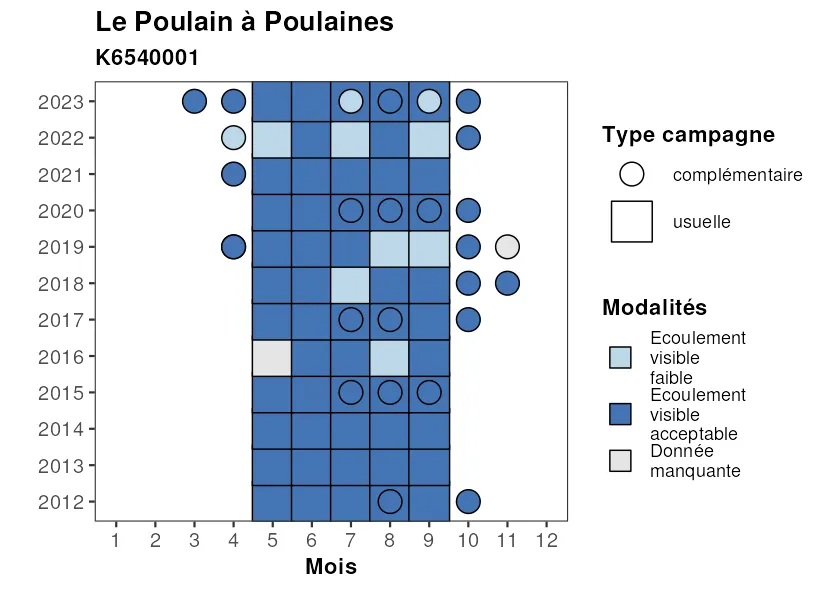 Le Poulain à Poulaines
K6540001
2023
2022
2021
2020
2019
2018
2017
2016
2015
2014
2013
2012
1 2 3 4 5 6 7 8 9 10 11 12
Mois
Type campagne
complémentaire
usuelle
Modalités
Ecoulement
visible
faible
Ecoulement
visible
acceptable
Donnée
manquante